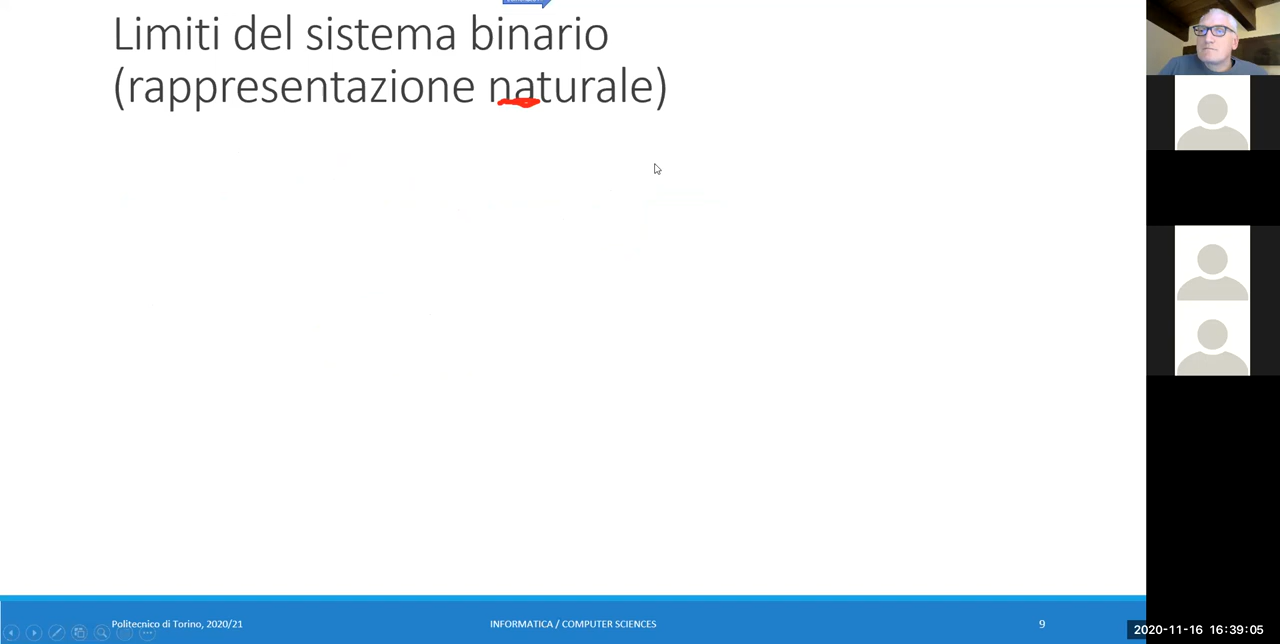 Limiti del sistema binario
(rappresentazione naturale)
Politecnico di Torino, 2020/21
INFORMATICA / COMPUTER SCIENCES
9
2020-11-16 16:39:05